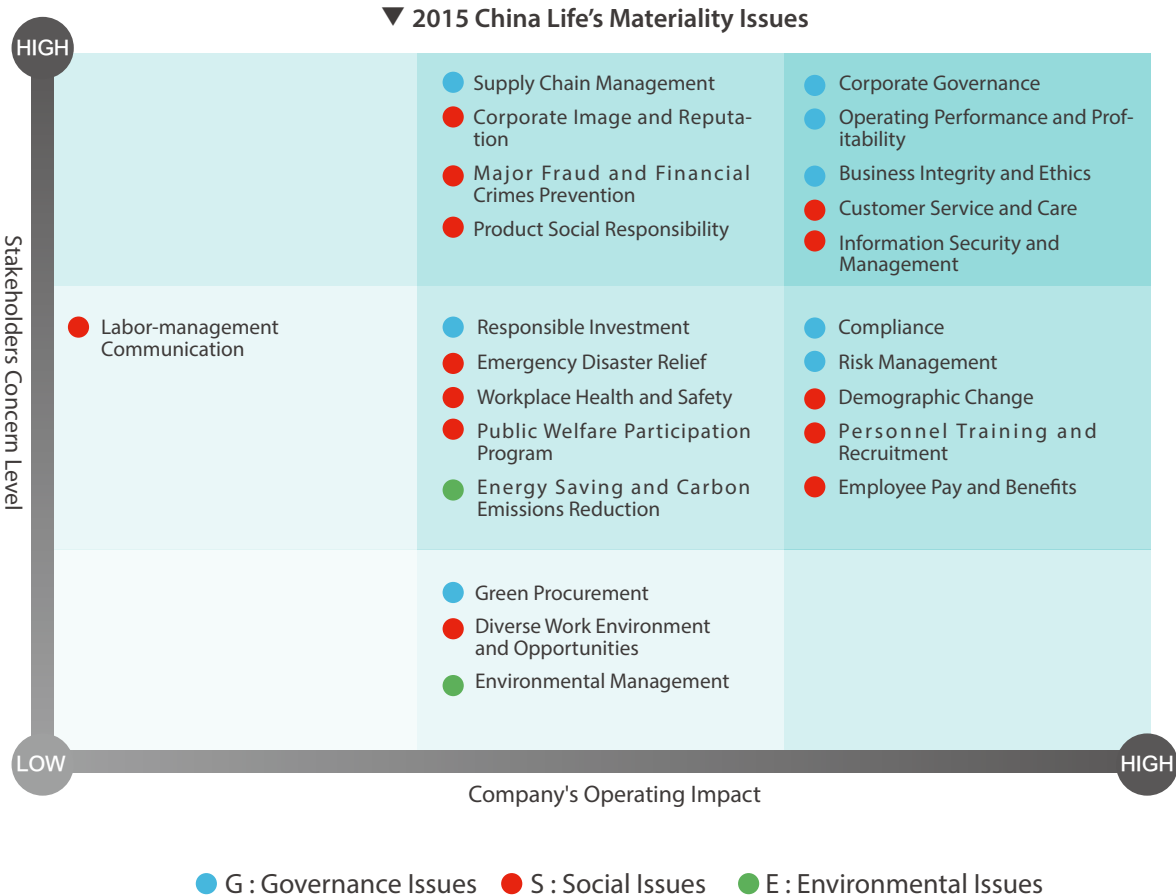 ▼ 2015 China Life’s Materiality Issues
HIGH
Stakeholders Concern Level
Supply Chain Management
Corporate Image and Reputa-
tion
Major Fraud and Financial
Crimes Prevention
Product Social Responsibility
Corporate Governance
Operating Performance and Prof-
itability
Business Integrity and Ethics
Customer Service and Care
Information Security and
Management
Labor-management
Communication
Responsible Investment
Emergency Disaster Relief
Workplace Health and Safety
Public Welfare Participation
Program
Energy Saving and Carbon
Emissions Reduction
Compliance
Risk Management
Demographic Change
Personnel Training and
Recruitment
Employee Pay and Benefits
Green Procurement
Diverse Work Environment
and Opportunities
Environmental Management
LOW
HIGH
Company's Operating Impact
G : Governance Issues S : Social Issues E : Environmental Issues